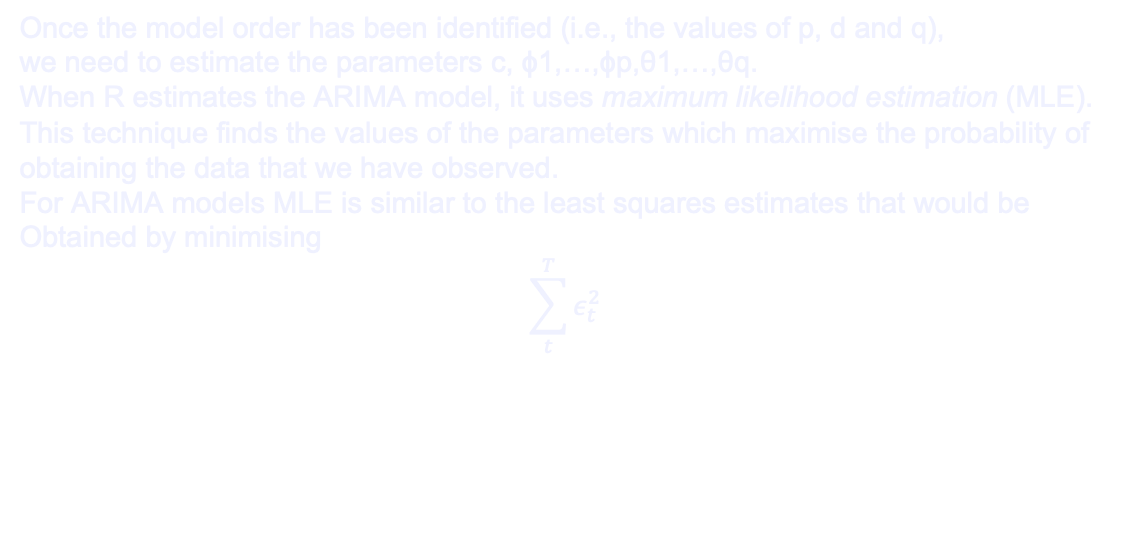 Once the model order has been identified (i.e., the values of p, d and q),
we need to estimate the parameters c, ϕ1,…,ϕp,θ1,…,θq.
When R estimates the ARIMA model, it uses maximum likelihood estimation (MLE).
This technique finds the values of the parameters which maximise the probability of
obtaining the data that we have observed.
For ARIMA models MLE is similar to the least squares estimates that would be
Obtained by minimising
T
∑ ϵₜ²
t